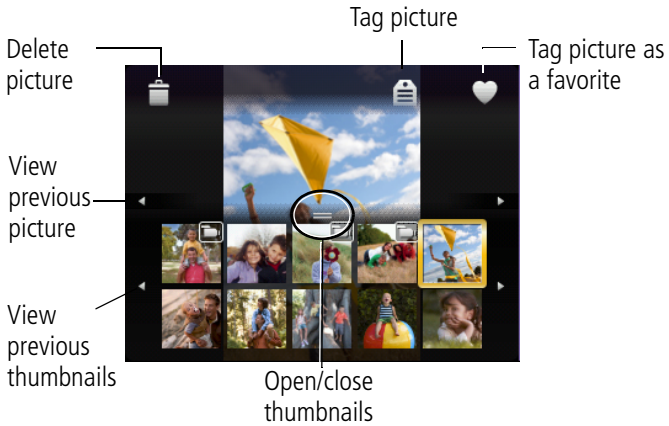 Tag picture
Delete
picture
Tag picture as
a favorite
View
previous
picture
View
previous
thumbnails
Open/close
thumbnails